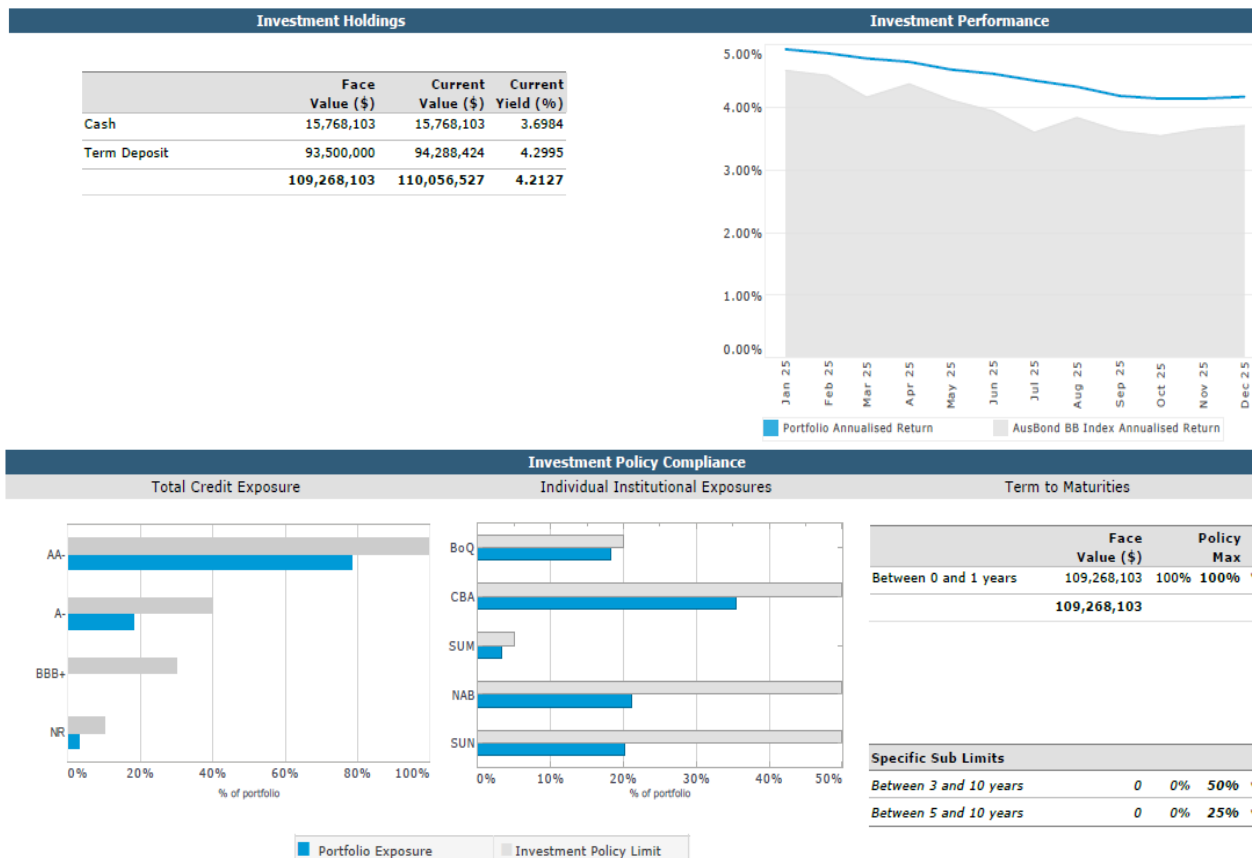 Investment Holdings
Face Value ($) Current Value ($) Current Yield (%)
Cash 15,768,103 15,768,103 3.6984
Term Deposit 93,500,000 94,288,424 4.2995
109,268,103 110,056,527 4.2127
Investment Performance
5.00%
4.00%
3.00%
2.00%
1.00%
0.00%
Jan 25 Feb 25 Mar 25 Apr 25 May 25 Jun 25 Jul 25 Aug 25 Sep 25 Oct 25 Nov 25 Dec 25
Portfolio Annualised Return AusBond BB Index Annualised Return
Investment Policy Compliance
Total Credit Exposure Individual Institutional Exposures Term to Maturities
AA-
A-
BBB+
NR
0% 20% 40% 60% 80% 100%
% of portfolio
BoQ
CBA
SUM
NAB
SUN
0% 10% 20% 30% 40% 50%
% of portfolio
Face Value ($) Policy Max
Between 0 and 1 years 109,268,103 100% 100%
109,268,103
Specific Sub Limits
Between 3 and 10 years 0 0% 50%
Between 5 and 10 years 0 0% 25%
Portfolio Exposure Investment Policy Limit